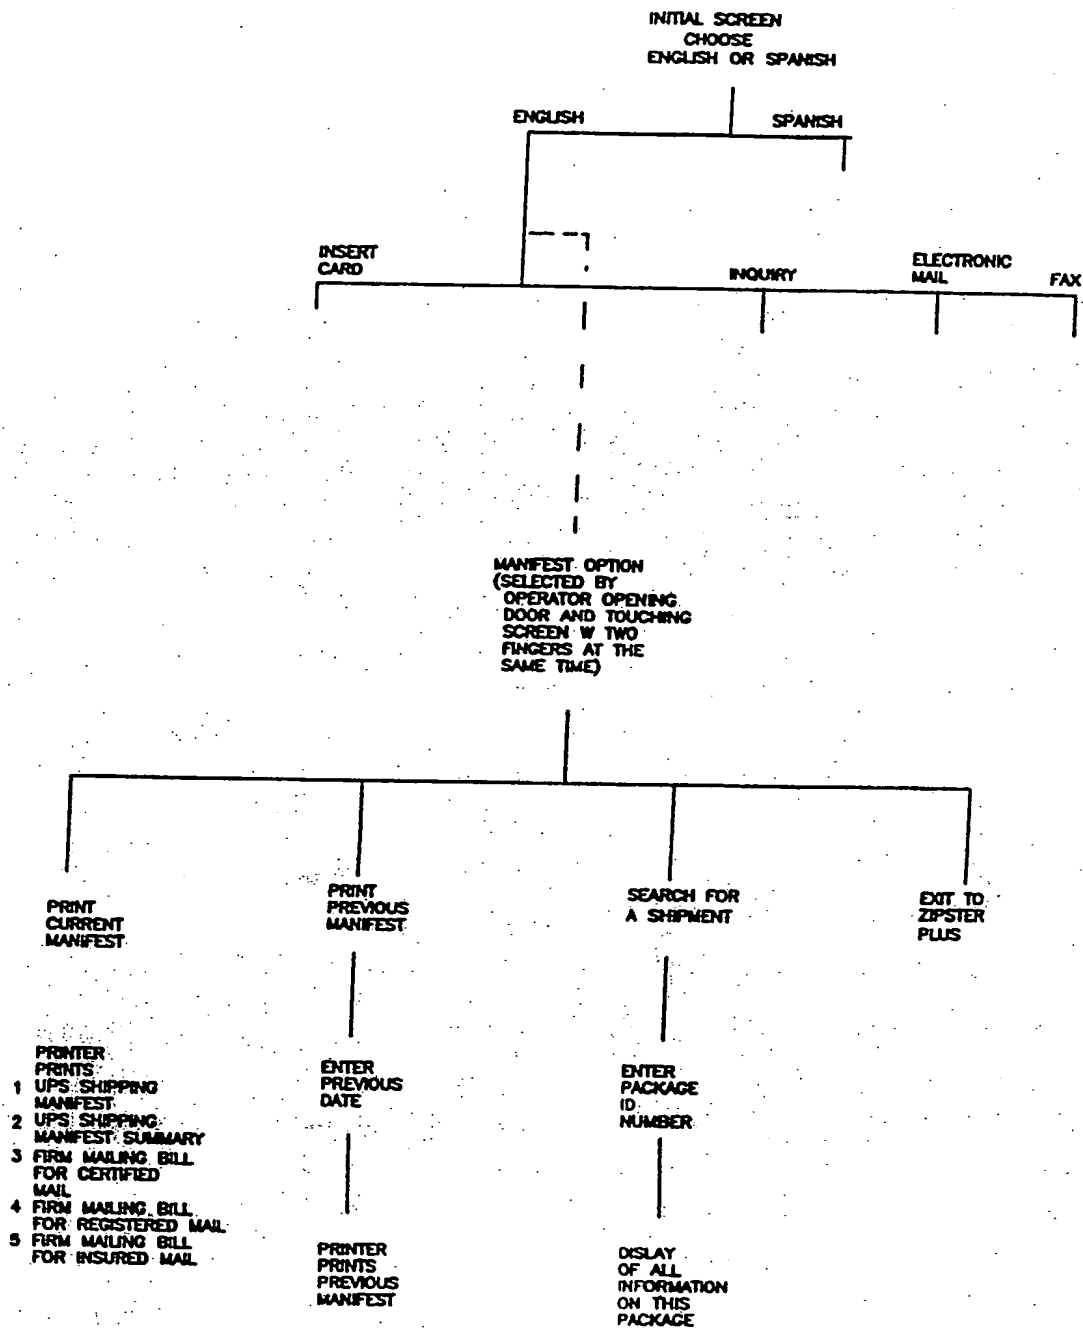 INITIAL SCREEN
CHOOSE
ENGLISH OR SPANISH
ENGLISH
SPANISH
INSERT
CARD
INQUIRY
ELECTRONIC
MAIL
FAX
MANIFEST OPTION
(SELECTED BY
OPERATOR OPENING
DOOR AND TOUCHING
SCREEN W TWO
FINGERS AT THE
SAME TIME)
PRINT
CURRENT
MANIFEST
PRINT
PREVIOUS
MANIFEST
SEARCH FOR
A SHIPMENT
EXIT TO
ZIPSTER
PLUS
PRINTER
PRINTS
1 UPS SHIPPING
MANIFEST
2 UPS SHIPPING
MANIFEST SUMMARY
3 FIRM MAILING BILL
FOR CERTIFIED
MAIL
4 FIRM MAILING BILL
FOR REGISTERED MAIL
5 FIRM MAILING BILL
FOR INSURED MAIL
ENTER
PREVIOUS
DATE
PRINTER
PRINTS
PREVIOUS
MANIFEST
ENTER
PACKAGE
ID
NUMBER
DISLAY
OF ALL
INFORMATION
ON THIS
PACKAGE